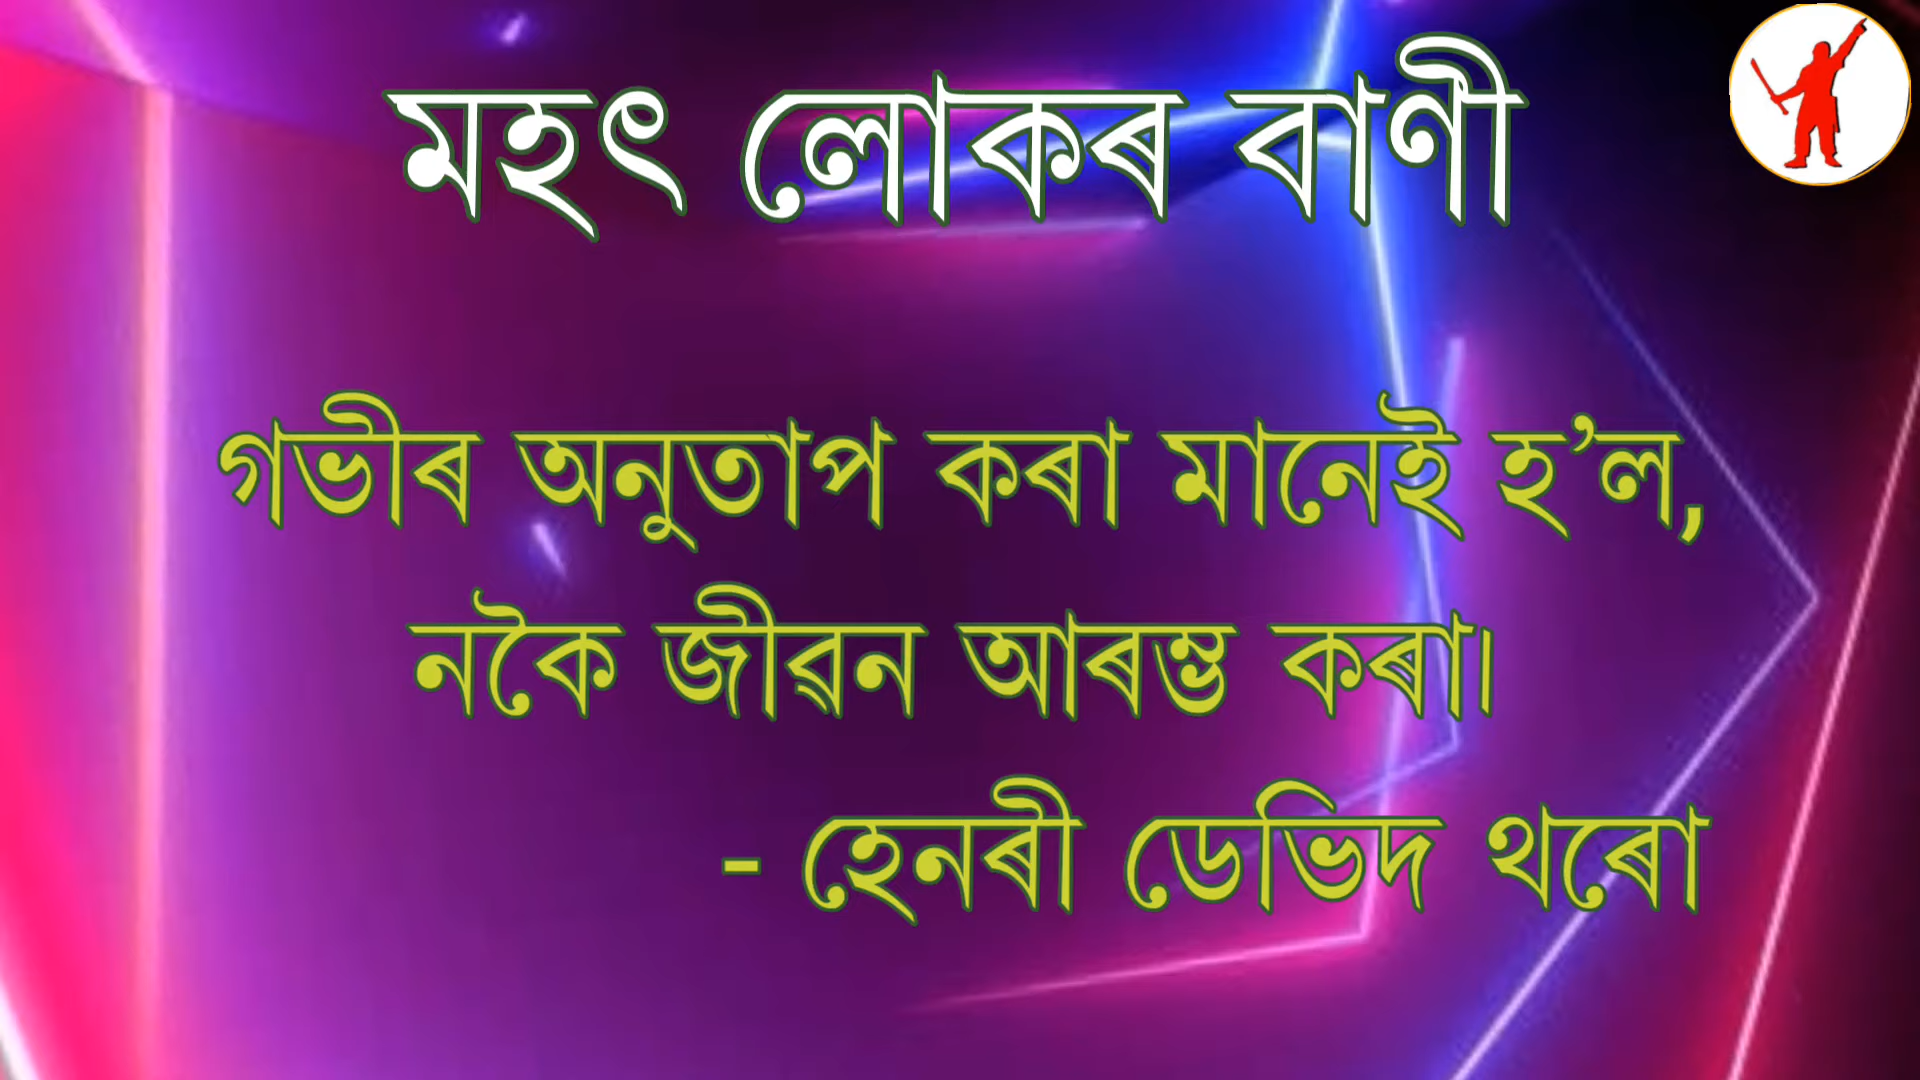 মহৎ লোকৰ বাণী
গভীৰ অনুতাপ কৰা মানেই হ’ল,
নকৈ জীৱন আৰম্ভ কৰা।
- হেনৰী ডেভিদ থৰো